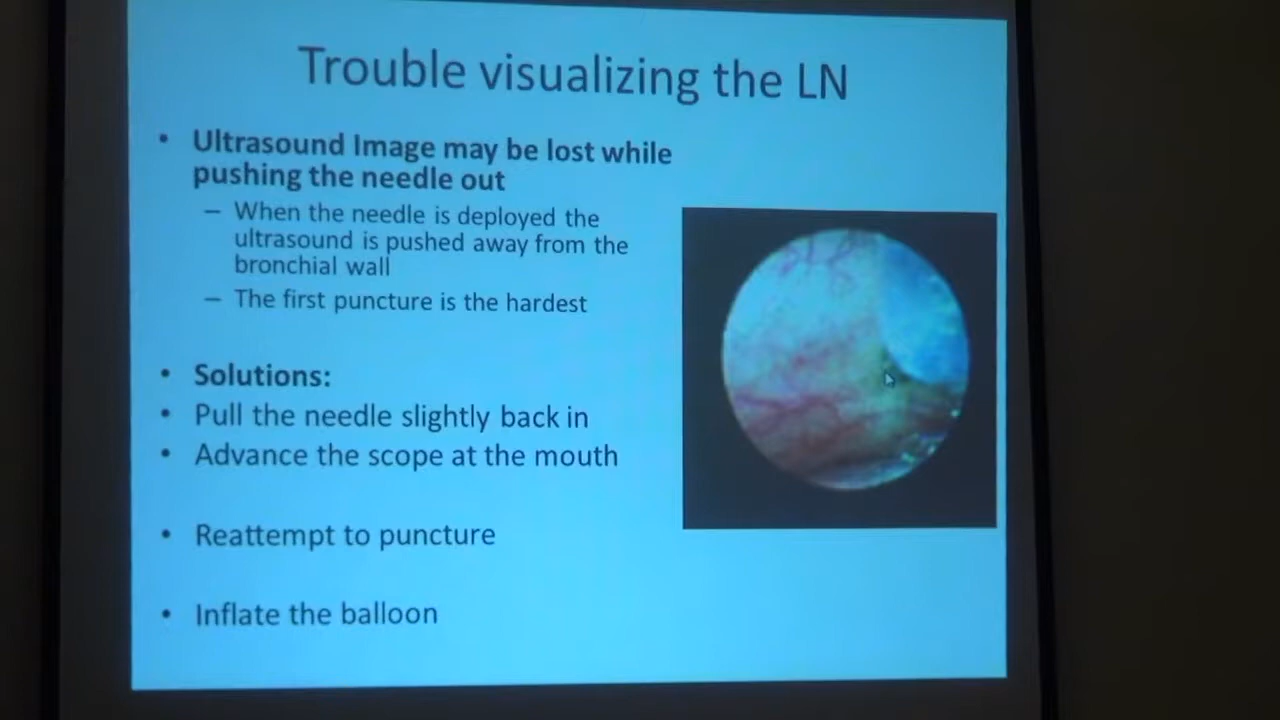 Trouble visualizing the LN
• Ultrasound Image may be lost while
pushing the needle out
– When the needle is deployed the
ultrasound is pushed away from the
bronchial wall
– The first puncture is the hardest
• Solutions:
• Pull the needle slightly back in
• Advance the scope at the mouth
• Reattempt to puncture
• Inflate the balloon